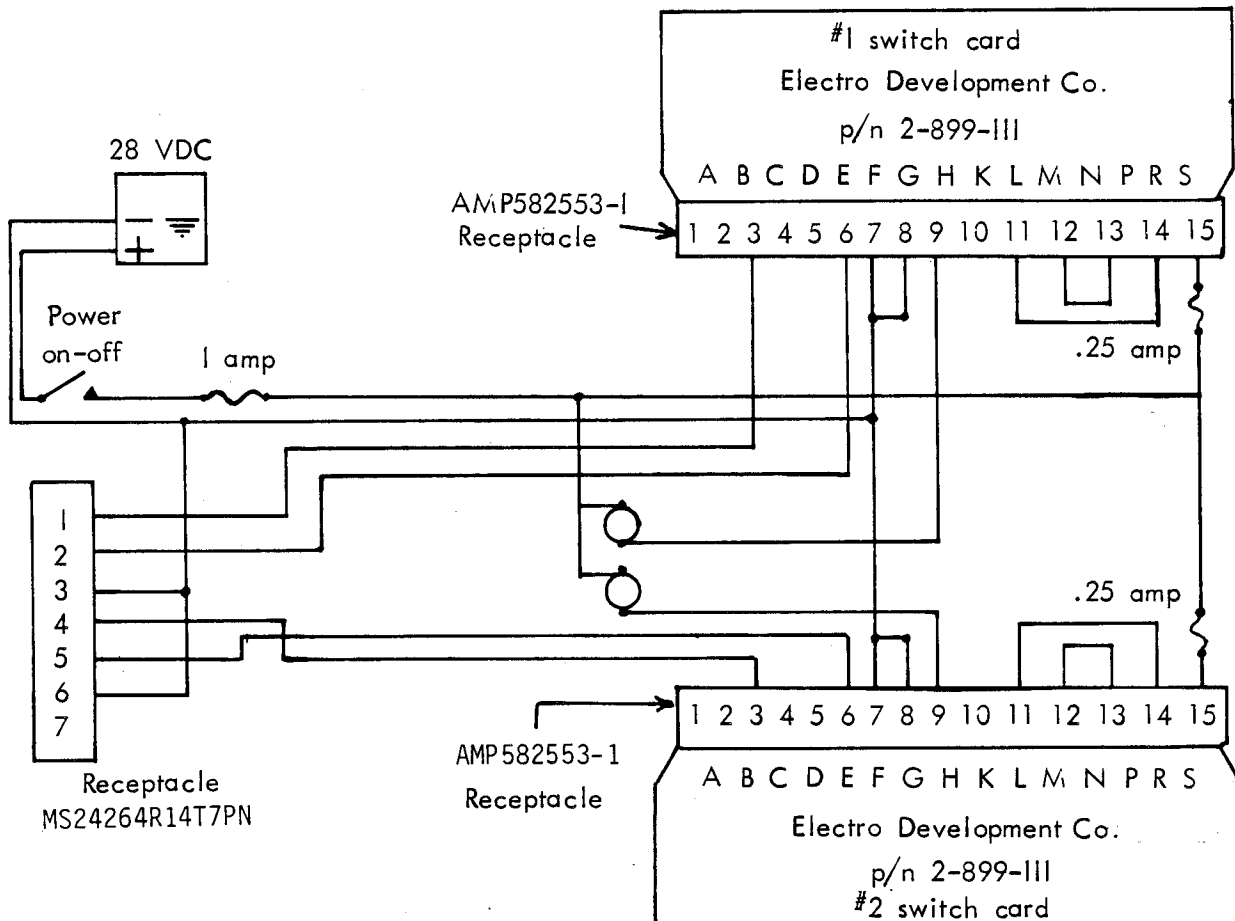 #1 switch card
Electro Development Co.
p/n 2-899-111
A B C D E F G H K L M N P R S
28 VDC
−
+
AMP582553-1
Receptacle
1 2 3 4 5 6 7 8 9 10 11 12 13 14 15
Power
on-off
1 amp
.25 amp
1
2
3
4
5
6
7
Receptacle
MS24264R14T7PN
.25 amp
1 2 3 4 5 6 7 8 9 10 11 12 13 14 15
AMP582553-1
Receptacle
A B C D E F G H K L M N P R S
Electro Development Co.
p/n 2-899-111
#2 switch card